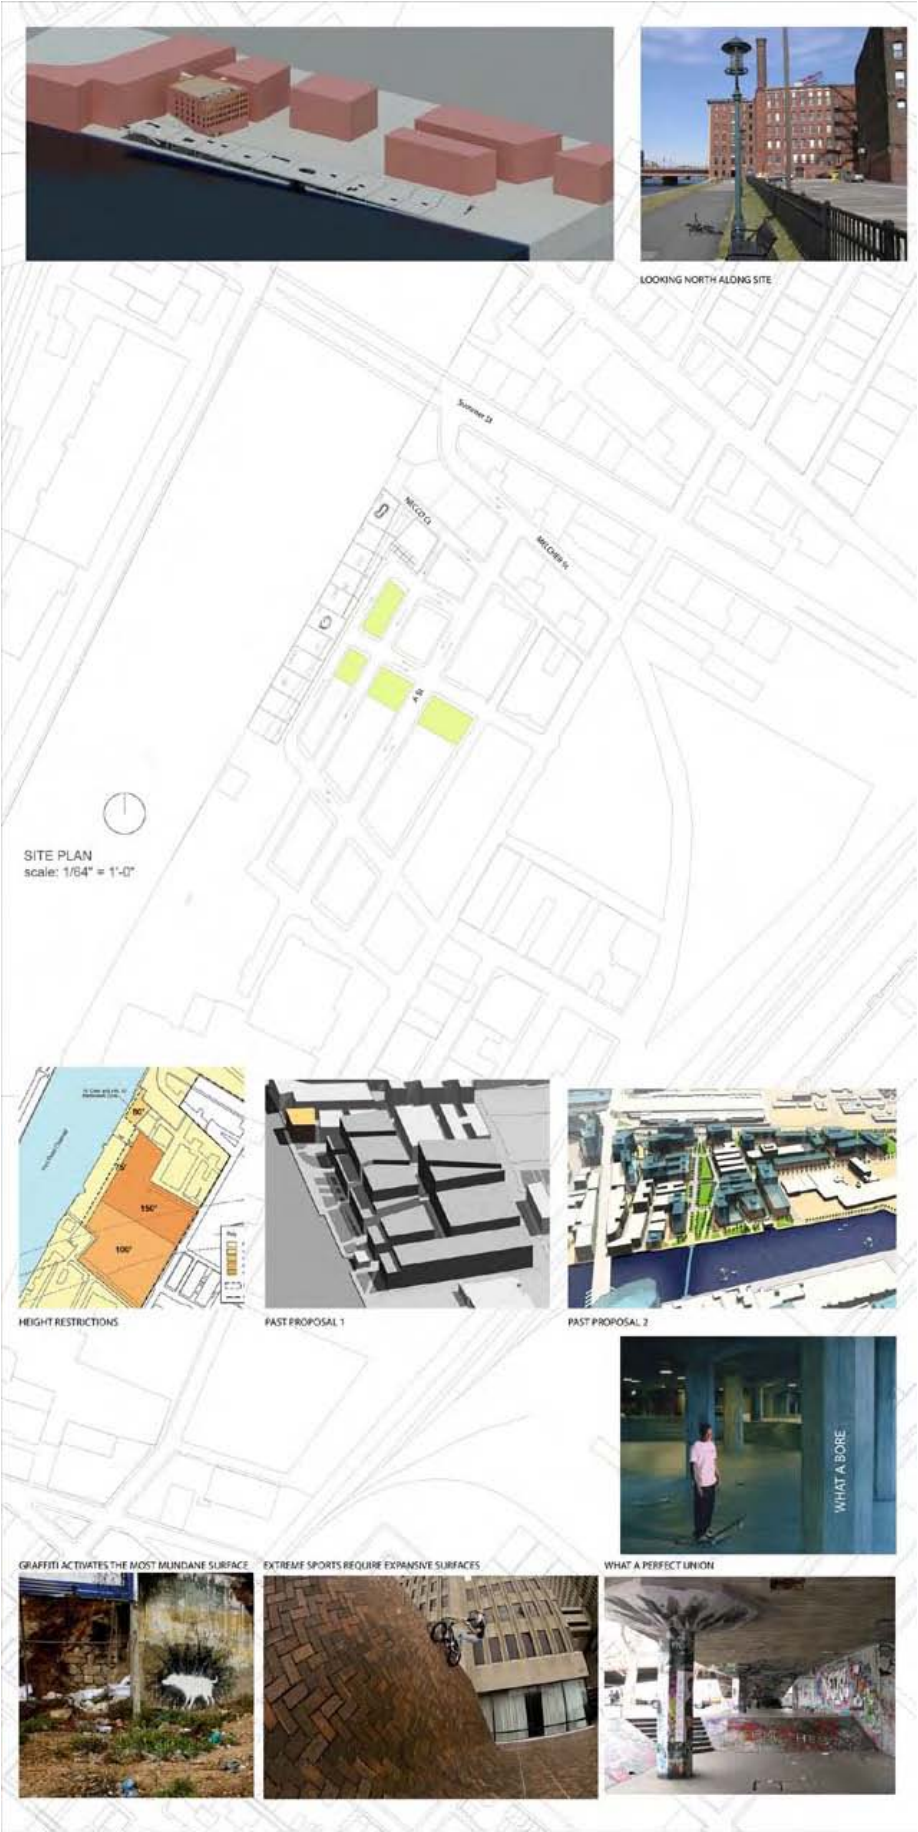 LOOKING NORTH ALONG SITE
Summer St
NECCO Ct
MELCHER St
A St
SITE PLAN
scale: 1/64" = 1'-0"
80'
150'
100'
HEIGHT RESTRICTIONS
PAST PROPOSAL 1
PAST PROPOSAL 2
WHAT A BORE
GRAFFITI ACTIVATES THE MOST MUNDANE SURFACE
EXTREME SPORTS REQUIRE EXPANSIVE SURFACES
WHAT A PERFECT UNION